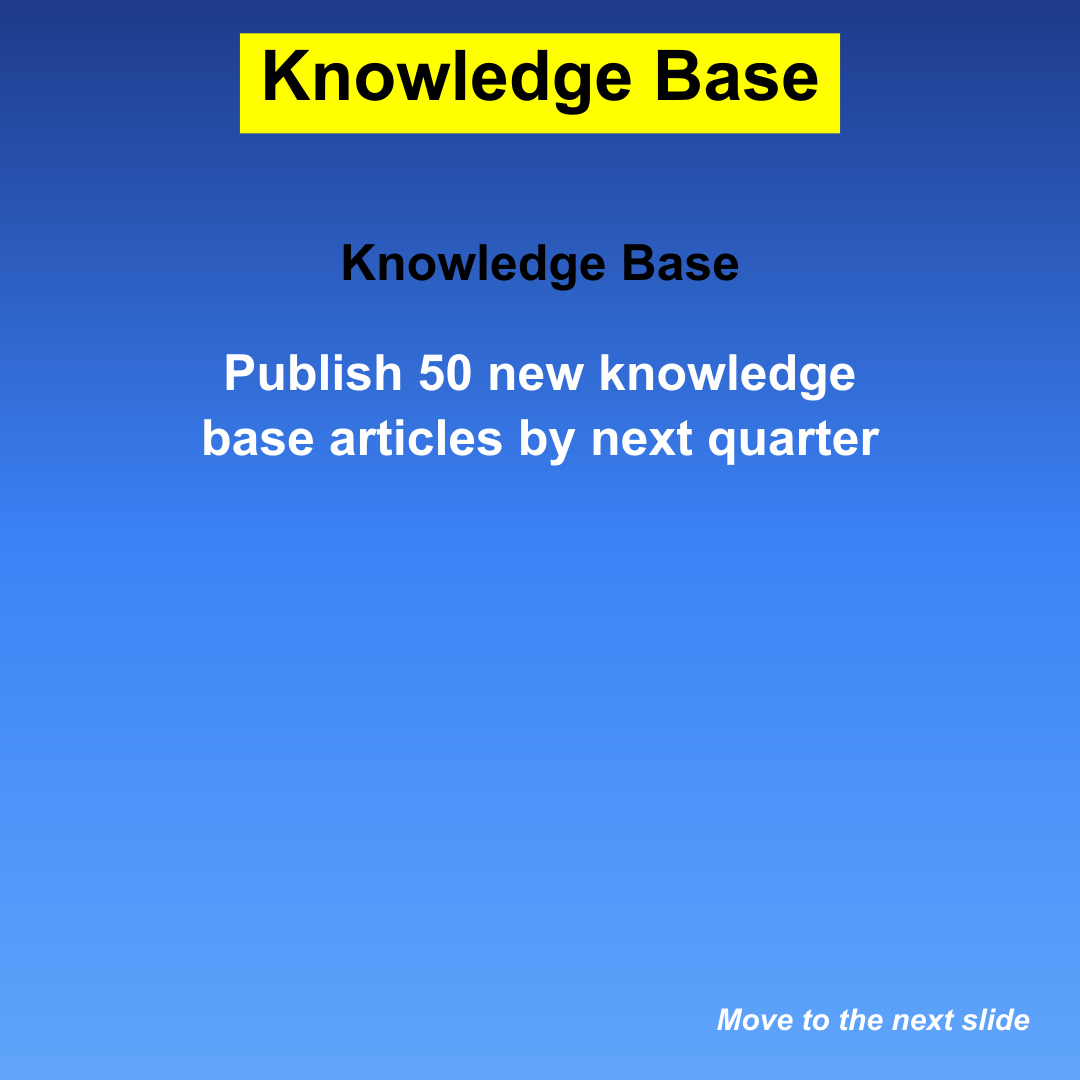 Knowledge Base
Knowledge Base
Publish 50 new knowledge
base articles by next quarter
Move to the next slide